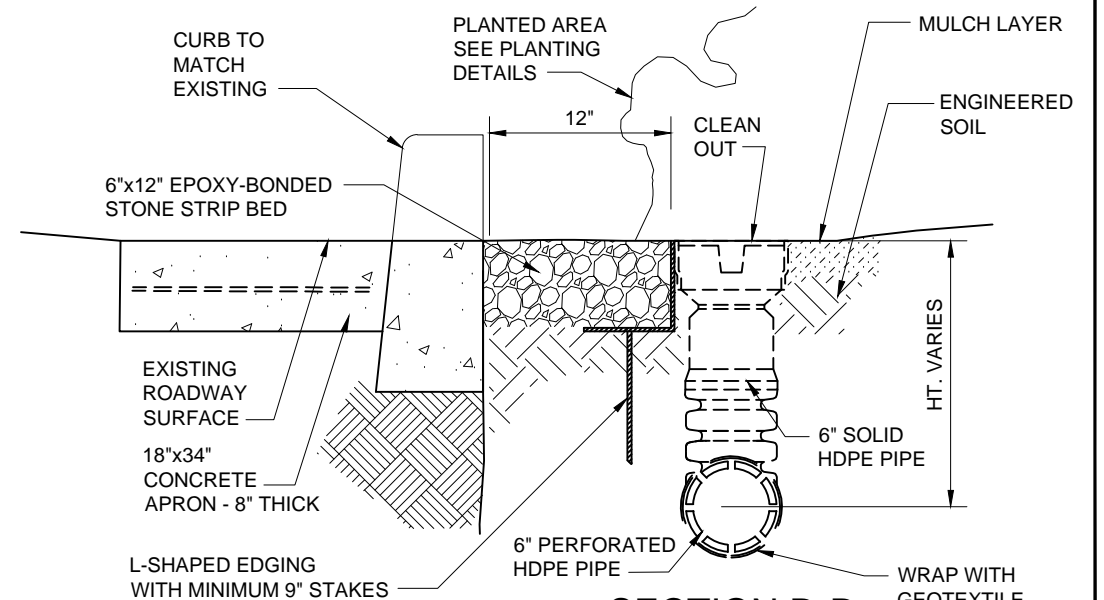 CURB TO
MATCH
EXISTING
PLANTED AREA
SEE PLANTING
DETAILS
MULCH LAYER
ENGINEERED
SOIL
12"
CLEAN
OUT
6"x12" EPOXY-BONDED
STONE STRIP BED
HT. VARIES
EXISTING
ROADWAY
SURFACE
18"x34"
CONCRETE
APRON - 8" THICK
6" SOLID
HDPE PIPE
L-SHAPED EDGING
WITH MINIMUM 9" STAKES
6" PERFORATED
HDPE PIPE
WRAP WITH
GEOTEXTILE